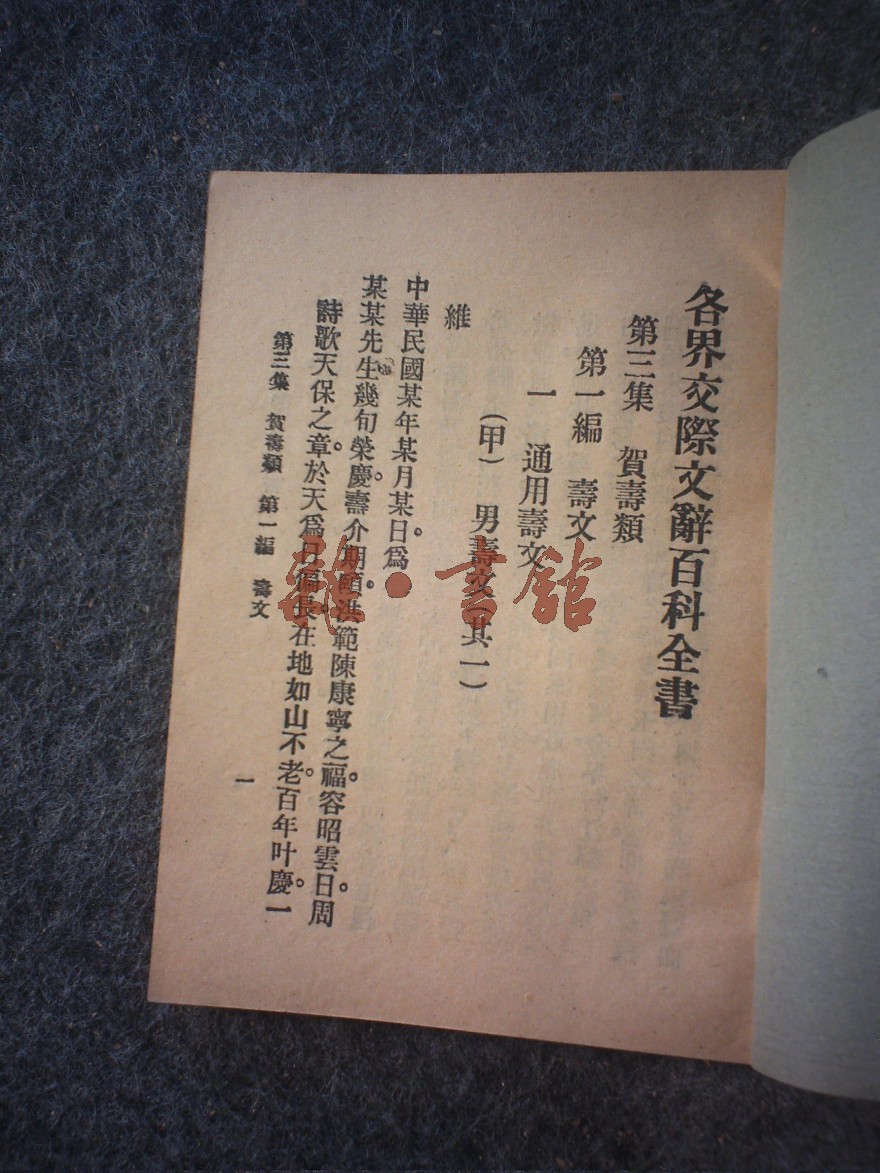 各界交際文辭百科全書
第三集　賀壽類
第一編　壽文
一　通用壽文
（甲）　男壽文（其一）
維
中華民國某年某月某日。爲
某某先生幾旬榮慶。壽介期頤。洪範陳康寧之福。容昭雲日。周
詩歌天保之章。於天爲月。偏長在地如山。不老百年叶慶。一
第三集　賀壽類　第一編　壽文
一
雜·書館